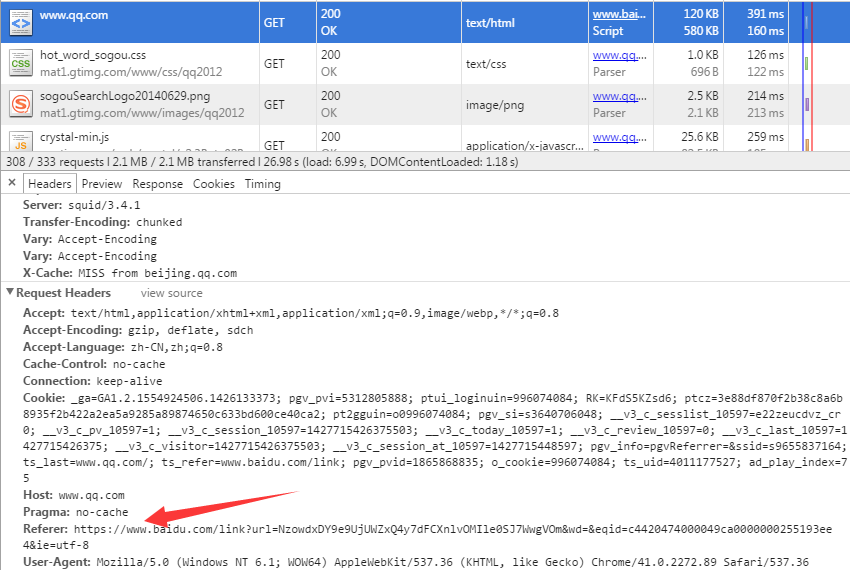 www.qq.com GET 200 OK text/html www.bai... Script 120 KB 580 KB 391 ms 160 ms
hot_word_sogou.css mat1.gtimg.com/www/css/qq2012 GET 200 OK text/css www.qq.... Parser 1.0 KB 696 B 126 ms 122 ms
sogouSearchLogo20140629.png mat1.gtimg.com/www/images/qq2012 GET 200 OK image/png www.qq.... Parser 2.5 KB 2.1 KB 214 ms 213 ms
crystal-min.js GET 200 application/x-javascr... www.qq.... 25.6 KB 259 ms
308 / 333 requests | 2.1 MB / 2.1 MB transferred | 26.98 s (load: 6.99 s, DOMContentLoaded: 1.18 s)
× Headers Preview Response Cookies Timing
Server: squid/3.4.1
Transfer-Encoding: chunked
Vary: Accept-Encoding
Vary: Accept-Encoding
X-Cache: MISS from beijing.qq.com
▼Request Headers view source
Accept: text/html,application/xhtml+xml,application/xml;q=0.9,image/webp,*/*;q=0.8
Accept-Encoding: gzip, deflate, sdch
Accept-Language: zh-CN,zh;q=0.8
Cache-Control: no-cache
Connection: keep-alive
Cookie: _ga=GA1.2.1554924506.1426133373; pgv_pvi=5312805888; ptui_loginuin=996074084; RK=KFdS5KZsd6; ptcz=3e88df870f2b38c8a6b
8935f2b422a2ea5a9285a89874650c633bd600ce40ca2; pt2gguin=o0996074084; pgv_si=s3640706048; __v3_c_sesslist_10597=e22zeucdvz_cr
0; __v3_c_pv_10597=1; __v3_c_session_10597=1427715426375503; __v3_c_today_10597=1; __v3_c_review_10597=0; __v3_c_last_10597=1
427715426375; __v3_c_visitor=1427715426375503; __v3_c_session_at_10597=1427715448597; pgv_info=pgvReferrer=&ssid=s9655837164;
ts_last=www.qq.com/; ts_refer=www.baidu.com/link; pgv_pvid=1865868835; o_cookie=996074084; ts_uid=4011177527; ad_play_index=7
5
Host: www.qq.com
Pragma: no-cache
Referer: https://www.baidu.com/link?url=NzowdxDY9e9UjUWZxQ4y7dFCXnlvOMIle0SJ7WwgVOm&wd=&eqid=c4420474000049ca0000000255193ee
4&ie=utf-8
User-Agent: Mozilla/5.0 (Windows NT 6.1; WOW64) AppleWebKit/537.36 (KHTML, like Gecko) Chrome/41.0.2272.89 Safari/537.36